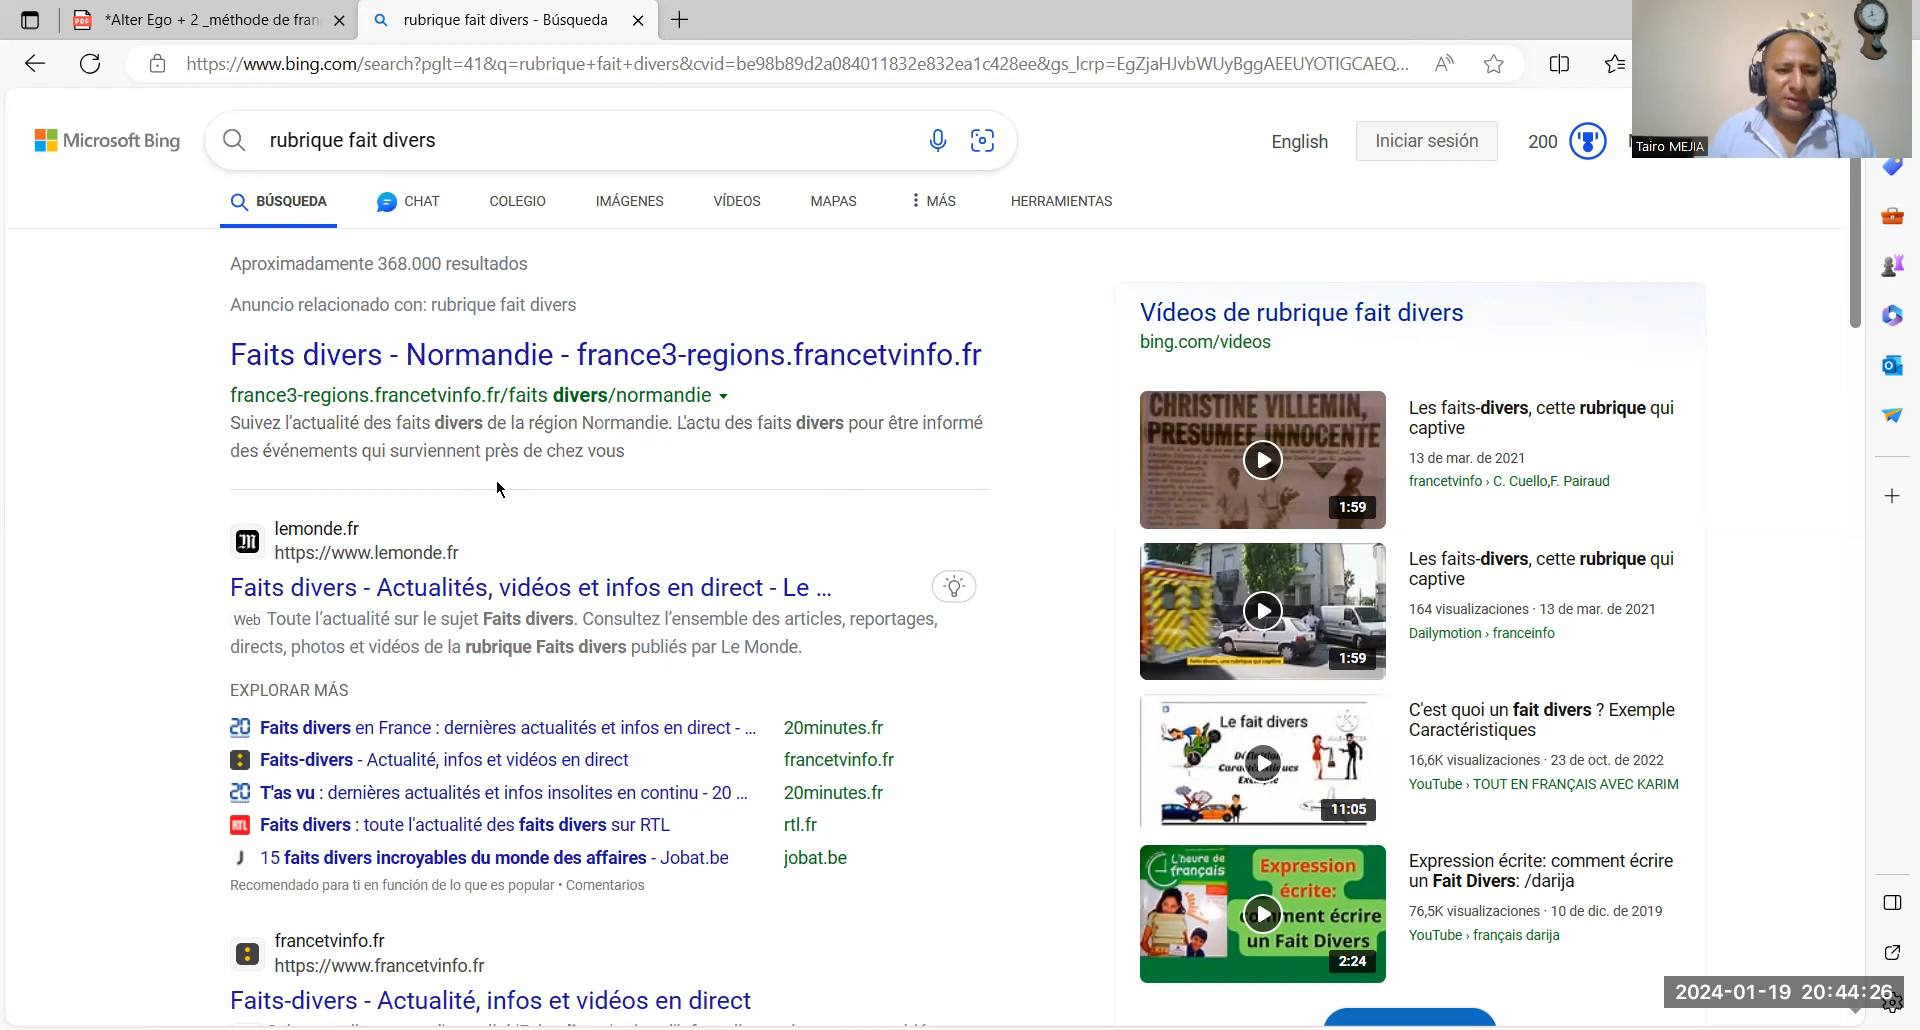 *Alter Ego + 2 _méthode de fran
rubrique fait divers - Búsqueda
https://www.bing.com/search?pglt=41&q=rubrique+fait+divers&cvid=be98b89d2a084011832e832ea1c428ee&gs_lcrp=EgZjaHJvbWUyBggAEEUYOTIGCAEQ...
Tairo MEJIA
Microsoft Bing
rubrique fait divers
English
Iniciar sesión
200
BÚSQUEDA
CHAT
COLEGIO
IMÁGENES
VÍDEOS
MAPAS
MÁS
HERRAMIENTAS
Aproximadamente 368.000 resultados
Anuncio relacionado con: rubrique fait divers
Faits divers - Normandie - france3-regions.francetvinfo.fr
france3-regions.francetvinfo.fr/faits divers/normandie
Suivez l'actualité des faits divers de la région Normandie. L'actu des faits divers pour être informé
des événements qui surviennent près de chez vous
lemonde.fr
https://www.lemonde.fr
Faits divers - Actualités, vidéos et infos en direct - Le ...
Web Toute l'actualité sur le sujet Faits divers. Consultez l'ensemble des articles, reportages,
directs, photos et vidéos de la rubrique Faits divers publiés par Le Monde.
EXPLORAR MÁS
20 Faits divers en France : dernières actualités et infos en direct - ... 20minutes.fr
Faits-divers - Actualité, infos et vidéos en direct francetvinfo.fr
20 T'as vu : dernières actualités et infos insolites en continu - 20 ... 20minutes.fr
RTL Faits divers : toute l'actualité des faits divers sur RTL rtl.fr
J 15 faits divers incroyables du monde des affaires - Jobat.be jobat.be
Recomendado para ti en función de lo que es popular • Comentarios
francetvinfo.fr
https://www.francetvinfo.fr
Faits-divers - Actualité, infos et vidéos en direct
Vídeos de rubrique fait divers
bing.com/videos
CHRISTINE VILLEMIN,
PRESUMEE INNOCENTE
1:59
Les faits-divers, cette rubrique qui
captive
13 de mar. de 2021
francetvinfo › C. Cuello,F. Pairaud
1:59
Les faits-divers, cette rubrique qui
captive
164 visualizaciones · 13 de mar. de 2021
Dailymotion › franceinfo
Le fait divers
11:05
C'est quoi un fait divers ? Exemple
Caractéristiques
16,6K visualizaciones · 23 de oct. de 2022
YouTube › TOUT EN FRANÇAIS AVEC KARIM
L'heure de
français
Expression
écrite:
comment écrire
un Fait Divers
2:24
Expression écrite: comment écrire
un Fait Divers: /darija
76,5K visualizaciones · 10 de dic. de 2019
YouTube › français darija
2024-01-19 20:44:26